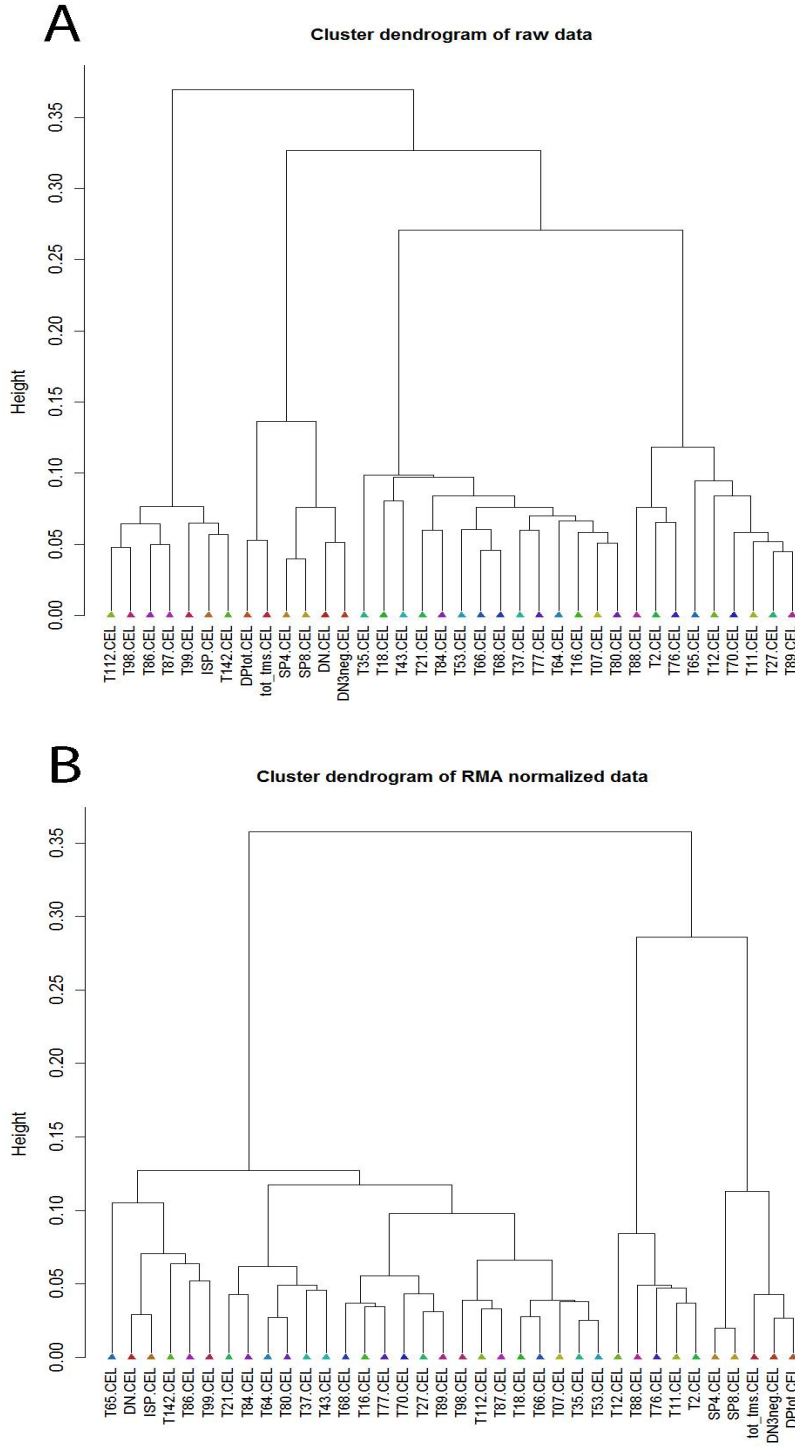 A
Cluster dendrogram of raw data
Height
0.00 0.05 0.10 0.15 0.20 0.25 0.30 0.35
T112.CEL T98.CEL T86.CEL T87.CEL T99.CEL ISP.CEL T142.CEL DPtot.CEL tot_tms.CEL SP4.CEL SP8.CEL DN.CEL DN3neg.CEL T35.CEL T18.CEL T43.CEL T21.CEL T84.CEL T53.CEL T66.CEL T68.CEL T37.CEL T77.CEL T64.CEL T16.CEL T07.CEL T80.CEL T88.CEL T2.CEL T76.CEL T65.CEL T12.CEL T70.CEL T11.CEL T27.CEL T89.CEL
B
Cluster dendrogram of RMA normalized data
Height
0.00 0.05 0.10 0.15 0.20 0.25 0.30 0.35
T65.CEL DN.CEL ISP.CEL T142.CEL T86.CEL T99.CEL T21.CEL T84.CEL T64.CEL T80.CEL T37.CEL T43.CEL T68.CEL T16.CEL T77.CEL T70.CEL T27.CEL T89.CEL T98.CEL T112.CEL T87.CEL T18.CEL T66.CEL T07.CEL T35.CEL T53.CEL T12.CEL T88.CEL T76.CEL T11.CEL T2.CEL SP4.CEL SP8.CEL tot_tms.CEL DN3neg.CEL DPtot.CEL